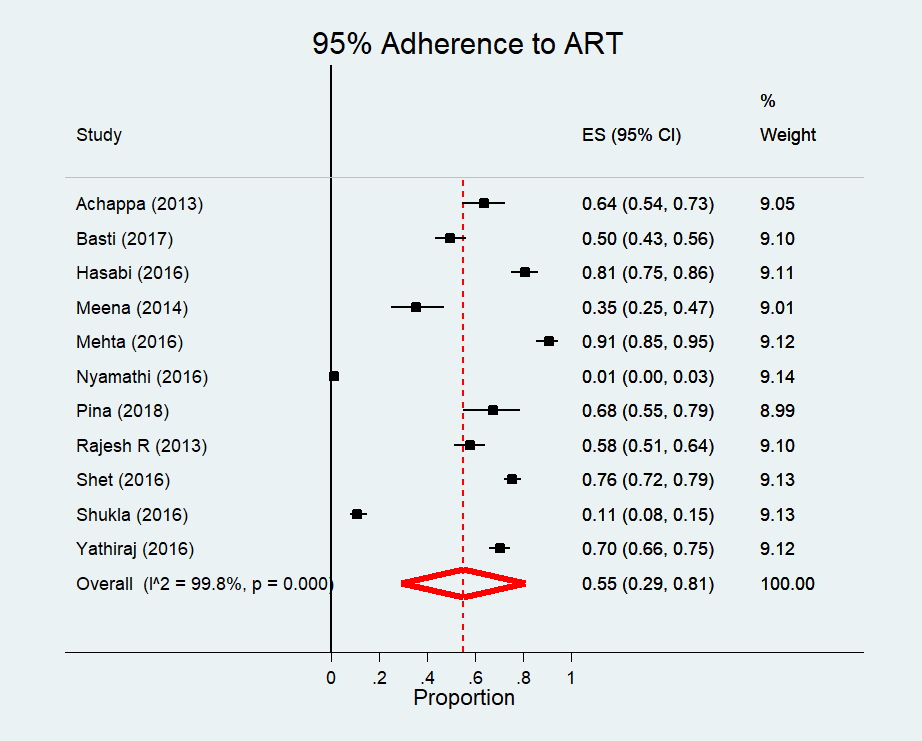 95% Adherence to ART
%
Study ES (95% CI) Weight
Achappa (2013) 0.64 (0.54, 0.73) 9.05
Basti (2017) 0.50 (0.43, 0.56) 9.10
Hasabi (2016) 0.81 (0.75, 0.86) 9.11
Meena (2014) 0.35 (0.25, 0.47) 9.01
Mehta (2016) 0.91 (0.85, 0.95) 9.12
Nyamathi (2016) 0.01 (0.00, 0.03) 9.14
Pina (2018) 0.68 (0.55, 0.79) 8.99
Rajesh R (2013) 0.58 (0.51, 0.64) 9.10
Shet (2016) 0.76 (0.72, 0.79) 9.13
Shukla (2016) 0.11 (0.08, 0.15) 9.13
Yathiraj (2016) 0.70 (0.66, 0.75) 9.12
Overall (I^2 = 99.8%, p = 0.000) 0.55 (0.29, 0.81) 100.00
0 .2 .4 .6 .8 1
Proportion